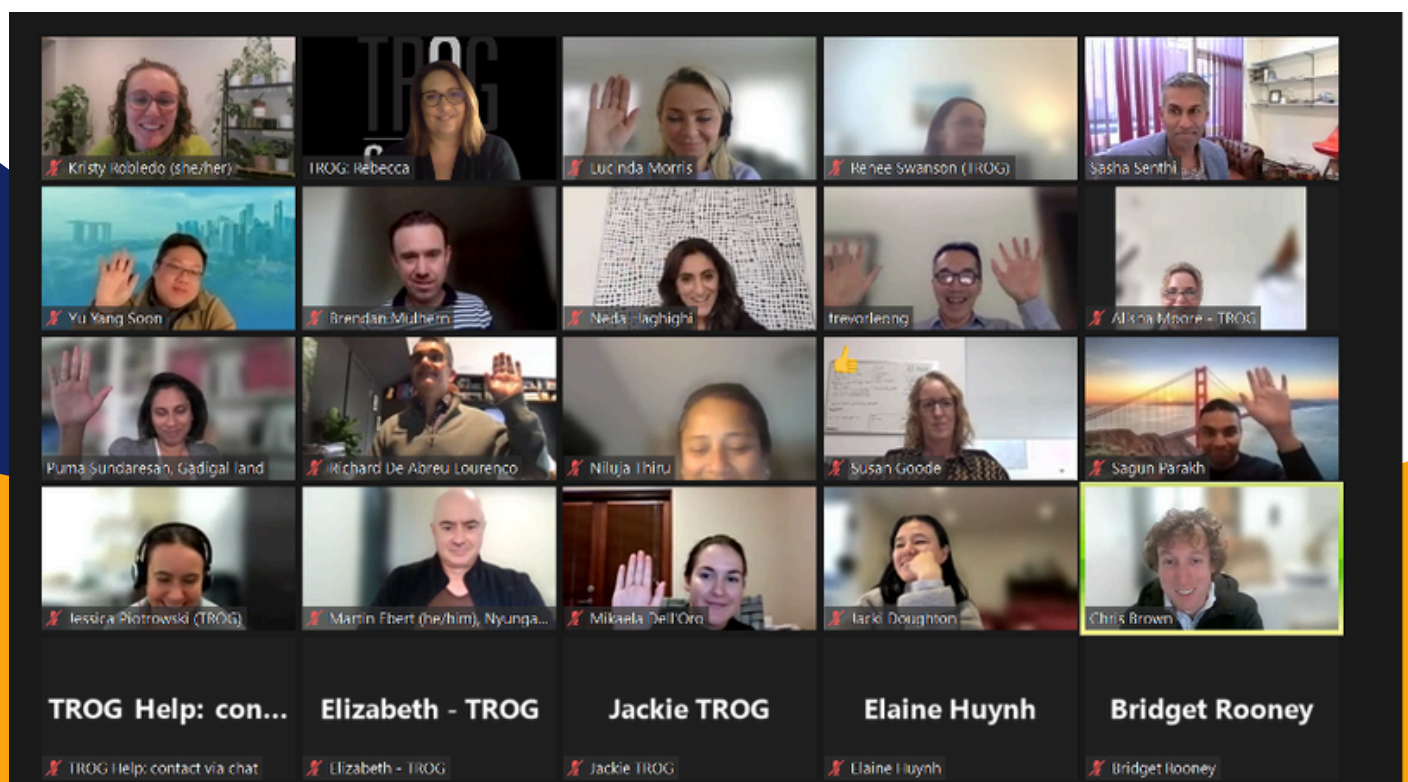 TROG
Kristy Robledo (she/her)
TROG: Rebecca
Lucinda Morris
Renee Swanson (TROG)
Sasha Senthi
Yu Yang Soon
Brendan Mulhern
Neda Haghighi
trevorleong
Alisha Moore - TROG
Puma Sundaresan, Gadigal land
Richard De Abreu Lourenco
Niluja Thiru
Susan Goode
Sagun Parakh
Jessica Piotrowski (TROG)
Martin Ebert (he/him), Nyunga...
Mikaela Dell'Oro
Jacki Doughton
Chris Brown
TROG Help: con...
Elizabeth - TROG
Jackie TROG
Elaine Huynh
Bridget Rooney
TROG Help: contact via chat
Elizabeth - TROG
Jackie TROG
Elaine Huynh
Bridget Rooney